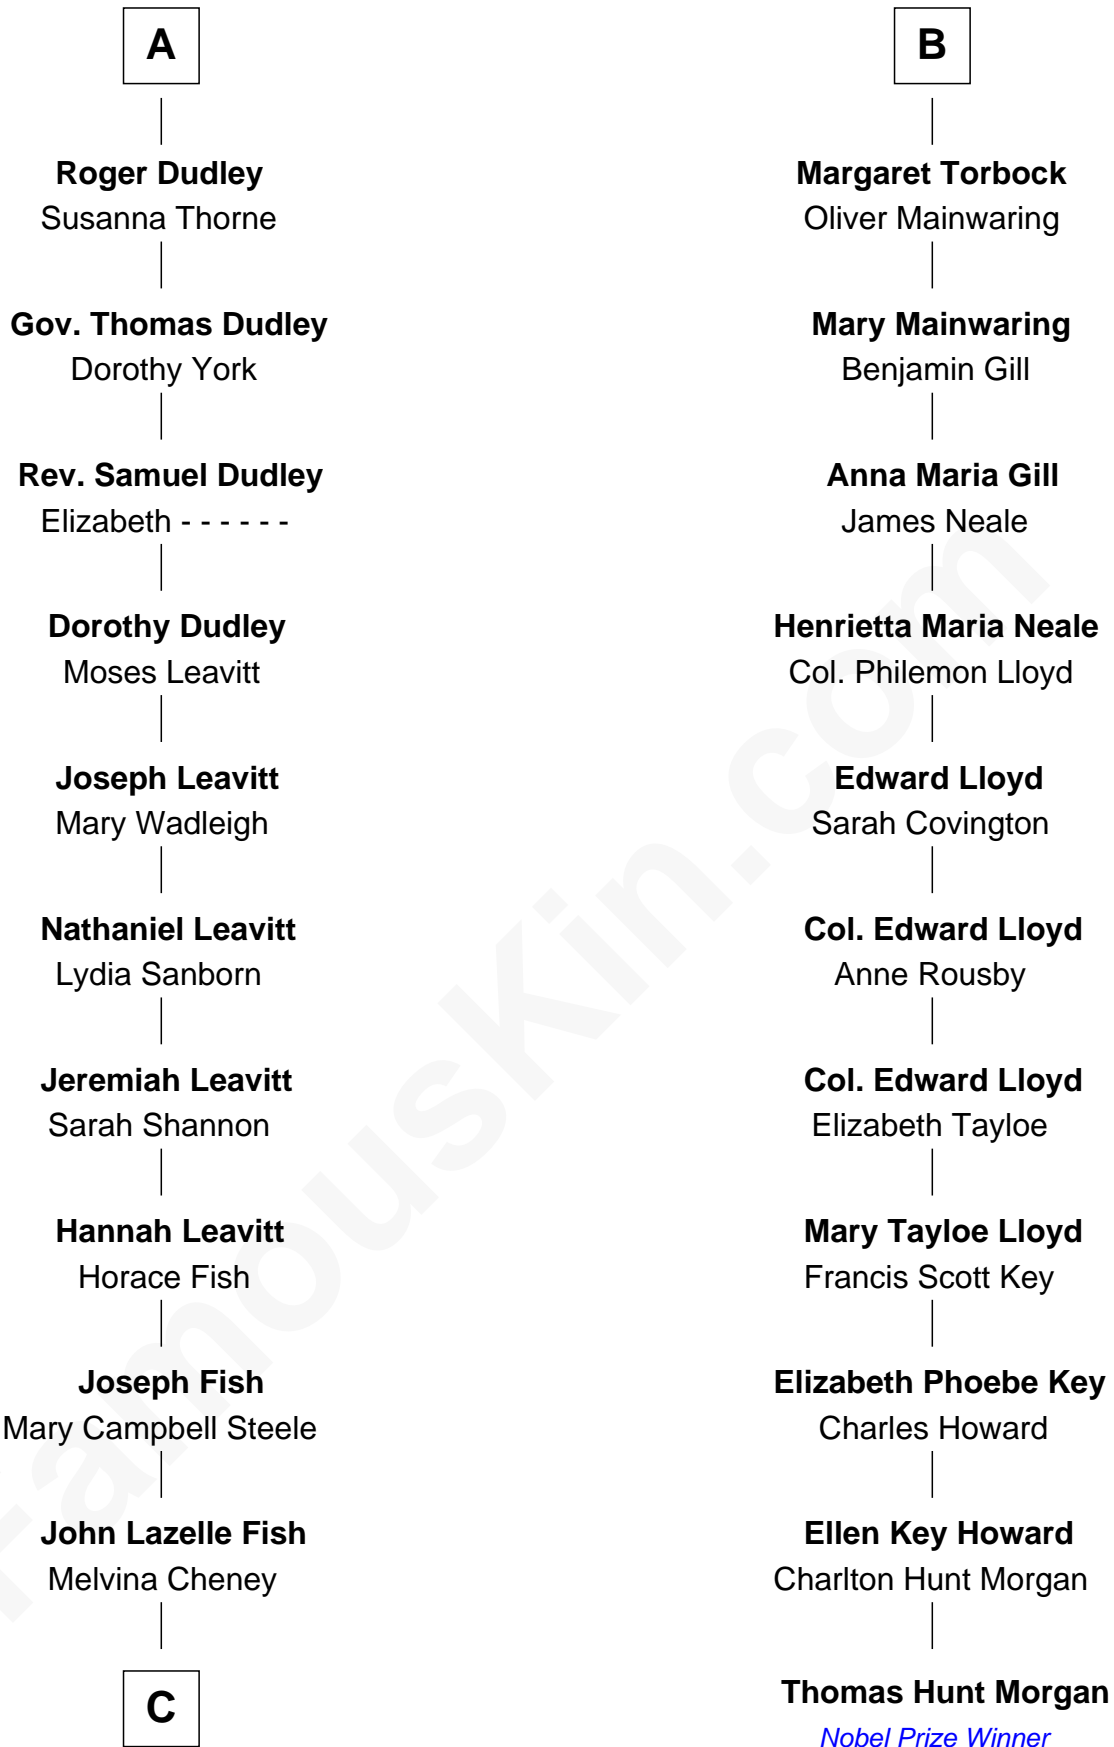 A
Roger Dudley
Susanna Thorne
Gov. Thomas Dudley
Dorothy York
Rev. Samuel Dudley
Elizabeth - - - - - -
Dorothy Dudley
Moses Leavitt
Joseph Leavitt
Mary Wadleigh
Nathaniel Leavitt
Lydia Sanborn
Jeremiah Leavitt
Sarah Shannon
Hannah Leavitt
Horace Fish
Joseph Fish
Mary Campbell Steele
John Lazelle Fish
Melvina Cheney
C
B
Margaret Torbock
Oliver Mainwaring
Mary Mainwaring
Benjamin Gill
Anna Maria Gill
James Neale
Henrietta Maria Neale
Col. Philemon Lloyd
Edward Lloyd
Sarah Covington
Col. Edward Lloyd
Anne Rousby
Col. Edward Lloyd
Elizabeth Tayloe
Mary Tayloe Lloyd
Francis Scott Key
Elizabeth Phoebe Key
Charles Howard
Ellen Key Howard
Charlton Hunt Morgan
Thomas Hunt Morgan
Nobel Prize Winner
FamousKin.com